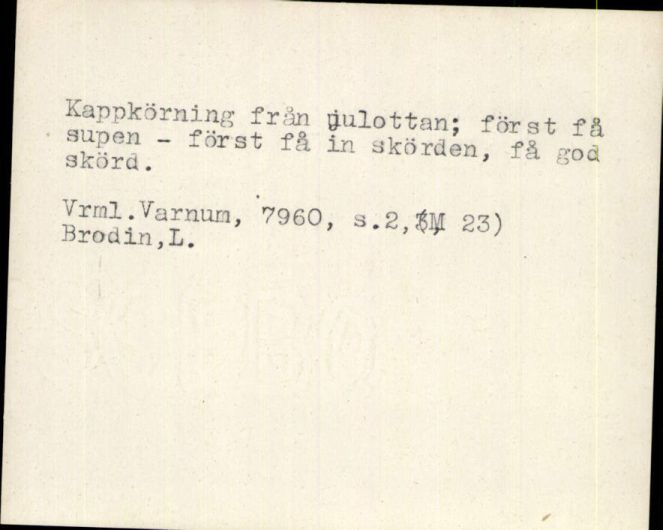 Kappkörning från julottan; först få
supen - först få in skörden, få god
skörd.
Vrml.Varnum, 7960, s.2, M 23)
Brodin,L.